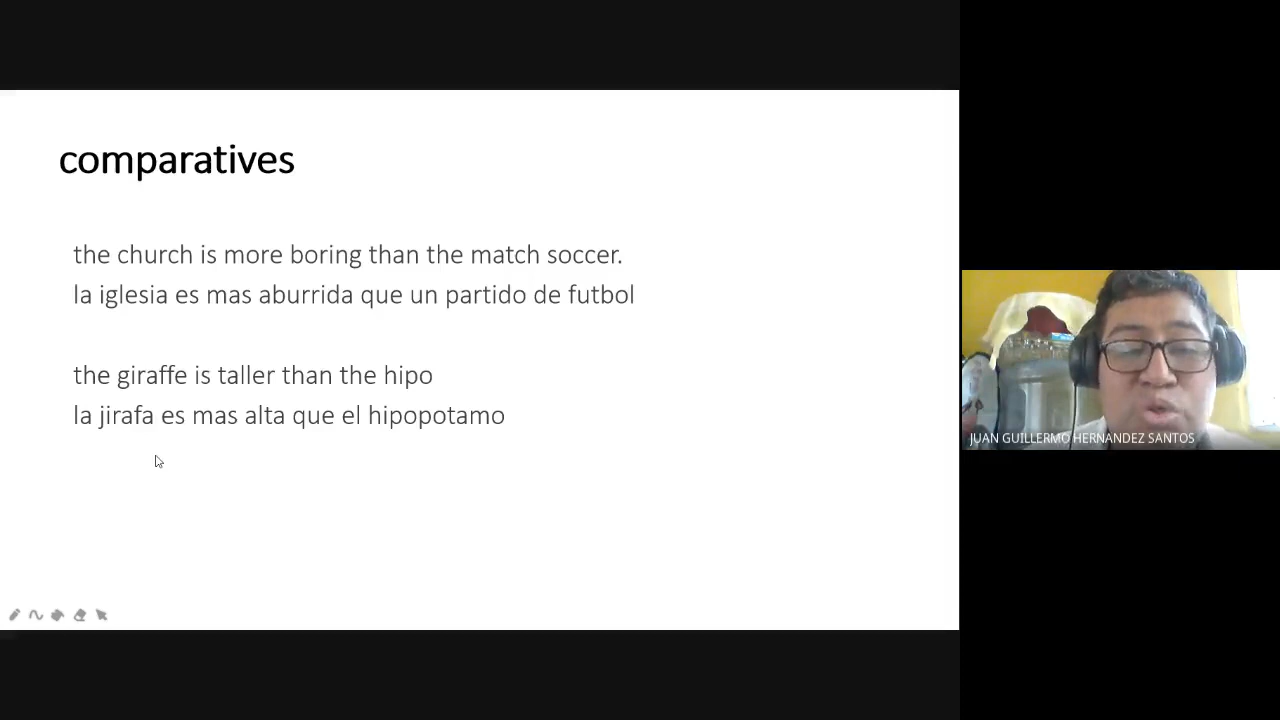 comparatives
the church is more boring than the match soccer.
la iglesia es mas aburrida que un partido de futbol
the giraffe is taller than the hipo
la jirafa es mas alta que el hipopotamo
JUAN GUILLERMO HERNANDEZ SANTOS